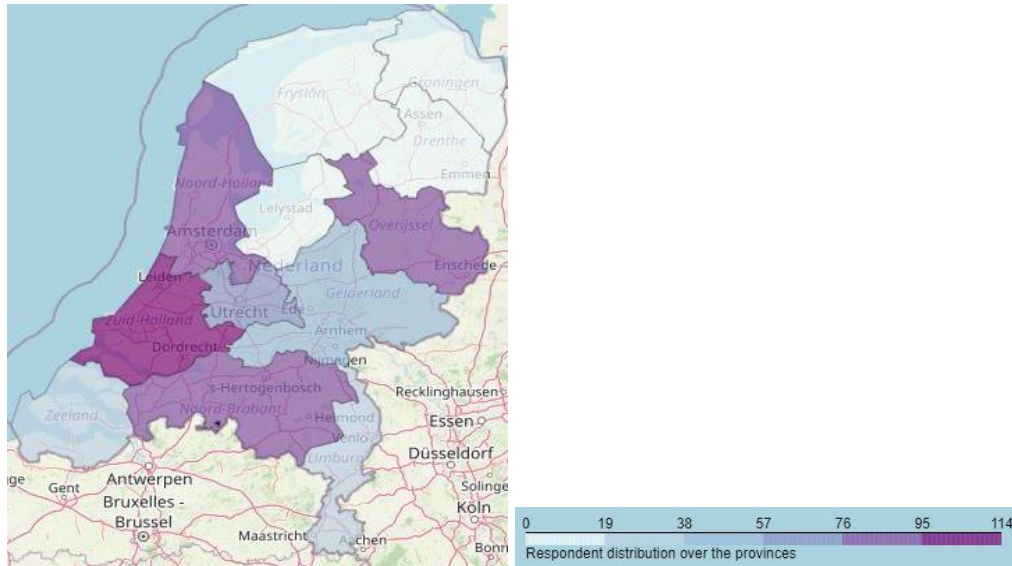 Groningen
Fryslân
Assen
Drenthe
Emmen
Noord-Holland
Lelystad
Overijssel
Amsterdam
Nederland
Enschede
Leiden
Gelderland
Utrecht
Ede
Zuid-Holland
Arnhem
Dordrecht
Nijmegen
's-Hertogenbosch
Recklinghausen
Zeeland
Noord-Brabant
Helmond
Essen
Venlo
Düsseldorf
Limburg
Antwerpen
Gent
Solinge
Bruxelles -
Brussel
Köln
Maastricht
Aachen
Bonn
0 19 38 57 76 95 114
Respondent distribution over the provinces